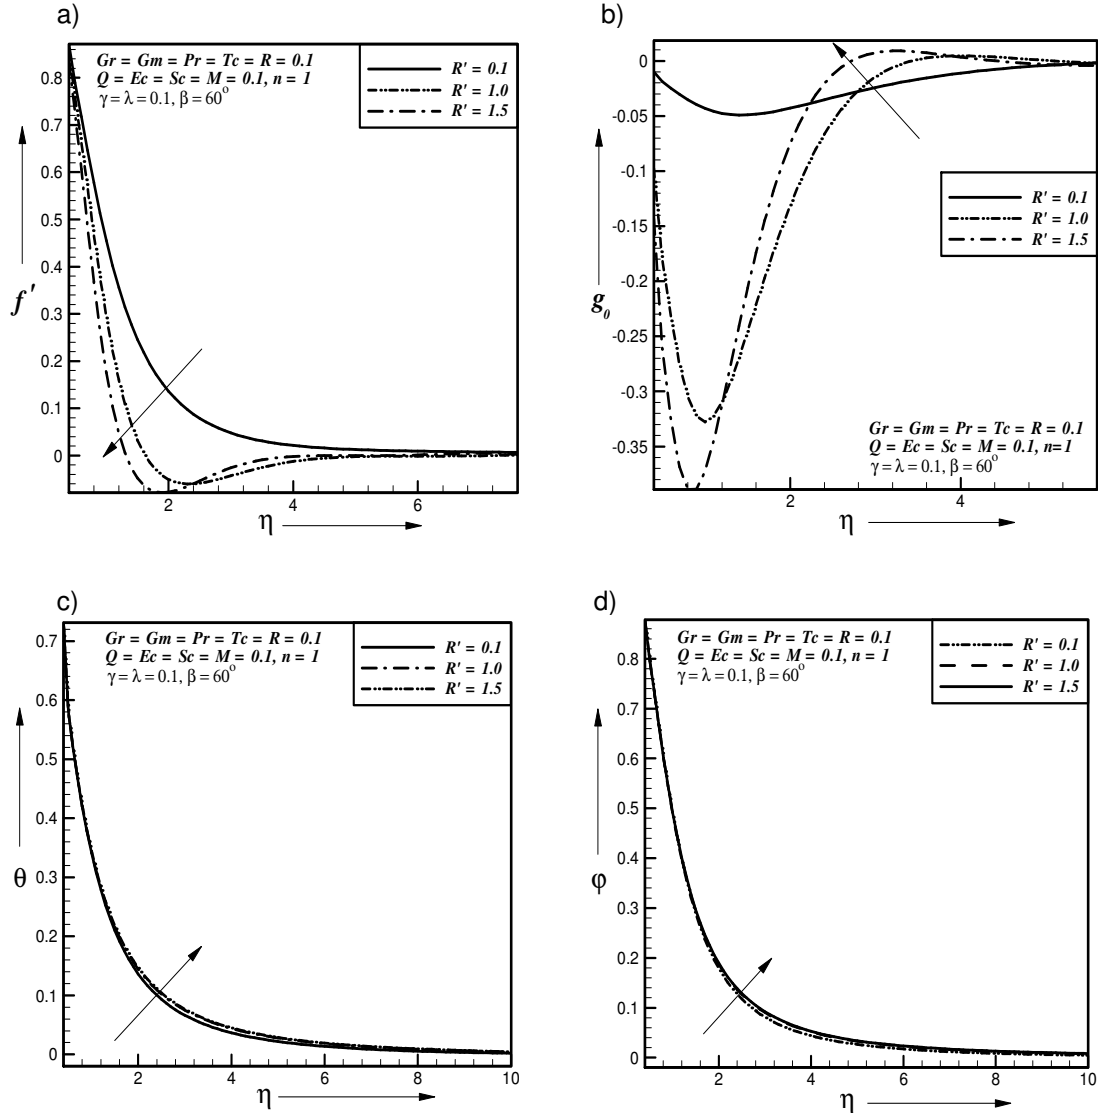 a)
Gr = Gm = Pr = Tc = R = 0.1
Q = Ec = Sc = M = 0.1, n = 1
γ = λ = 0.1, β = 60°
R' = 0.1
R' = 1.0
R' = 1.5
0.8
0.7
0.6
0.5
0.4
0.3
0.2
0.1
0
f'
2
4
6
η
b)
0
-0.05
-0.1
-0.15
-0.2
-0.25
-0.3
-0.35
g₀
R' = 0.1
R' = 1.0
R' = 1.5
Gr = Gm = Pr = Tc = R = 0.1
Q = Ec = Sc = M = 0.1, n=1
γ = λ = 0.1, β = 60°
2
4
η
c)
Gr = Gm = Pr = Tc = R = 0.1
Q = Ec = Sc = M = 0.1, n = 1
γ = λ = 0.1, β = 60°
R' = 0.1
R' = 1.0
R' = 1.5
0.7
0.6
0.5
0.4
0.3
0.2
0.1
0
θ
2
4
6
8
10
η
d)
Gr = Gm = Pr = Tc = R = 0.1
Q = Ec = Sc = M = 0.1, n = 1
γ = λ = 0.1, β = 60°
R' = 0.1
R' = 1.0
R' = 1.5
0.8
0.7
0.6
0.5
0.4
0.3
0.2
0.1
0
φ
2
4
6
8
10
η